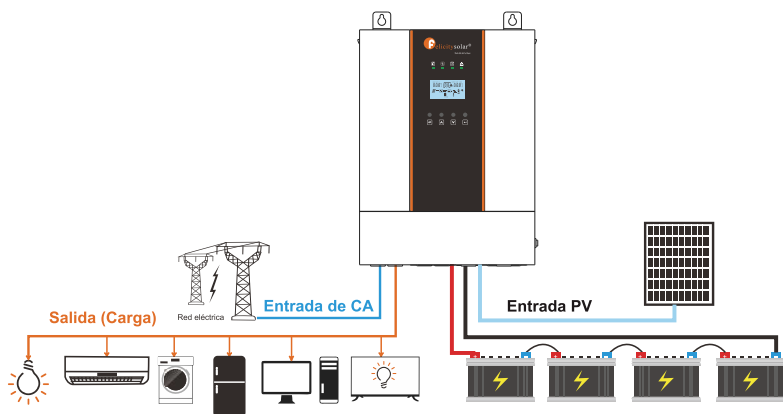 felicitysolar®
Red eléctrica
Entrada de CA
Entrada PV
Salida (Carga)